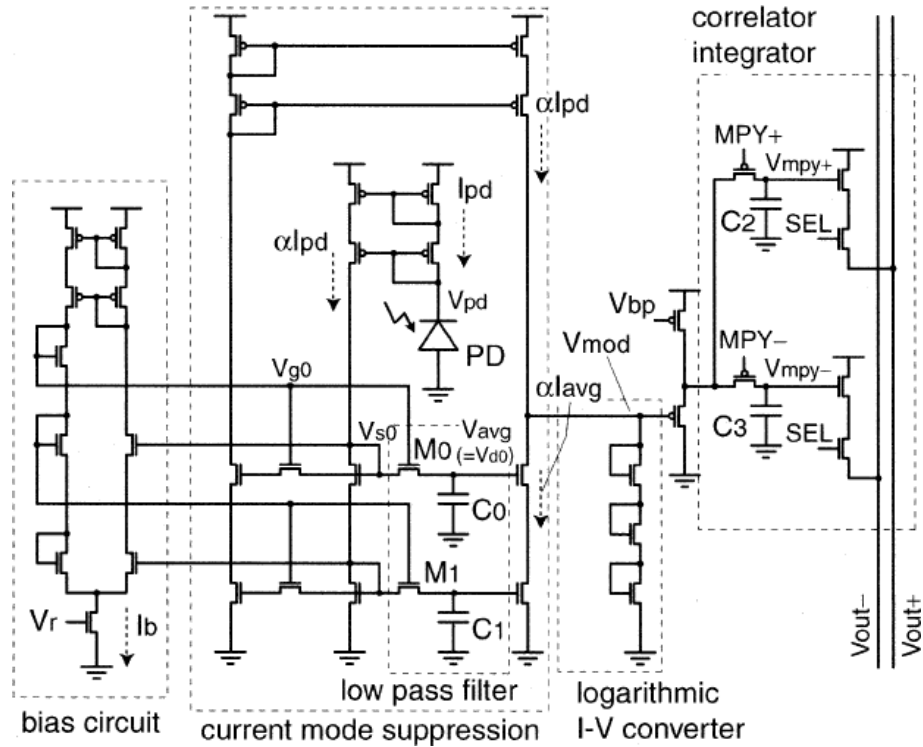 correlator
integrator
αIpd
MPY+
Vmpy+
C2
SEL
Ipd
αIpd
Vpd
PD
Vbp
Vmod
MPY−
Vmpy−
C3
SEL
αIavg
Vg0
Vs0
Vavg
(=Vd0)
M0
C0
M1
C1
Vr
Ib
Vout−
Vout+
low pass filter
bias circuit
current mode suppression
logarithmic
I-V converter